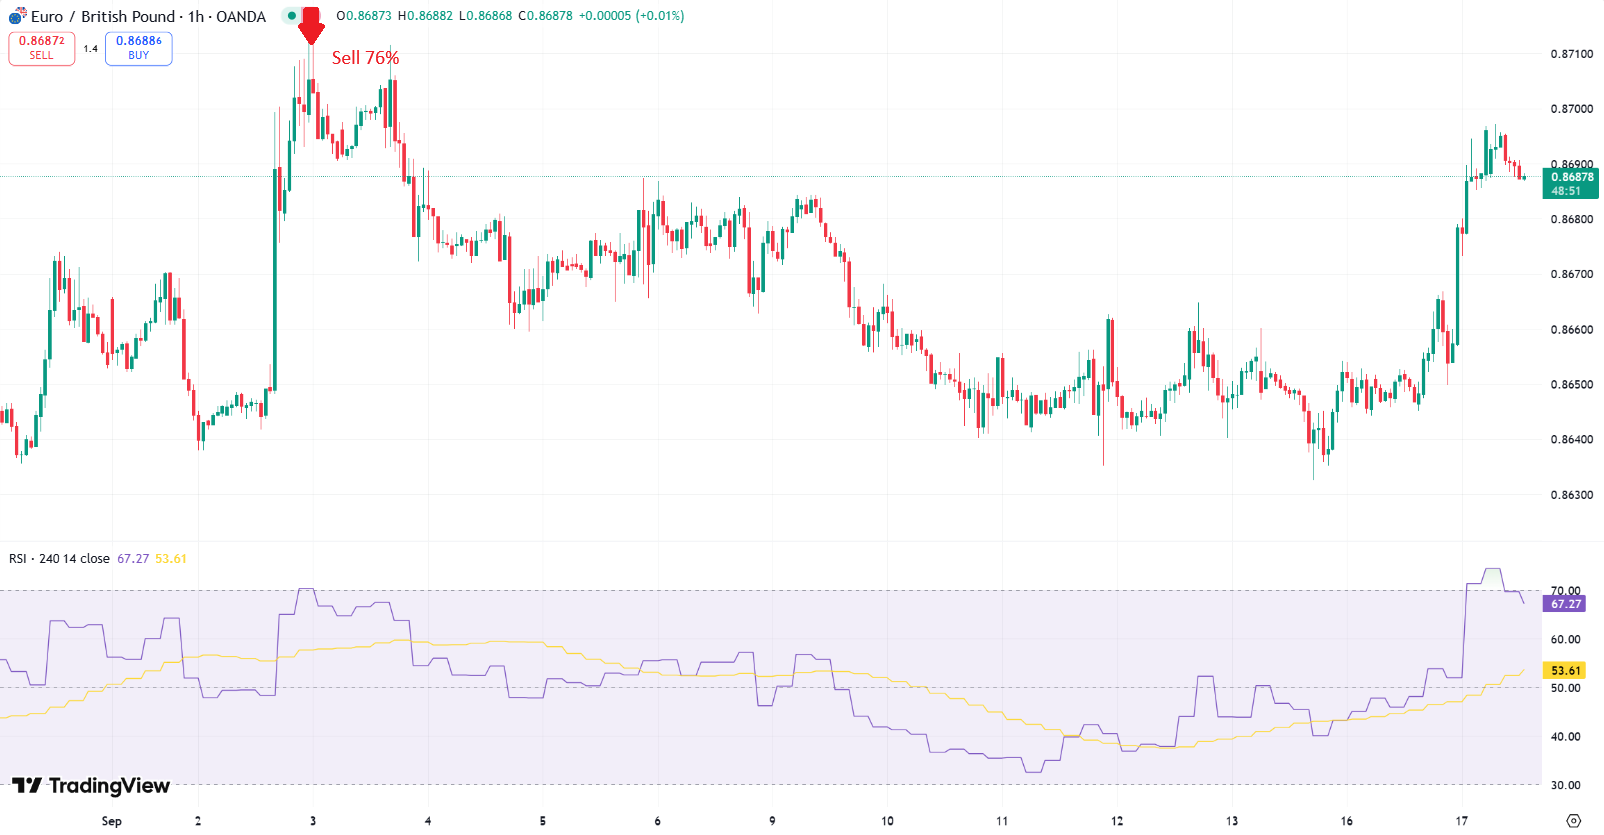 Euro / British Pound · 1h · OANDA
O0.86873 H0.86882 L0.86868 C0.86878 +0.00005 (+0.01%)
0.86872
SELL
1.4
0.86886
BUY
Sell 76%
0.87100
0.87000
0.86900
0.86878
48:51
0.86800
0.86700
0.86600
0.86500
0.86400
0.86300
RSI · 240 14 close 67.27 53.61
70.00
67.27
60.00
53.61
50.00
40.00
30.00
TradingView
Sep 2 3 4 5 6 9 10 11 12 13 16 17